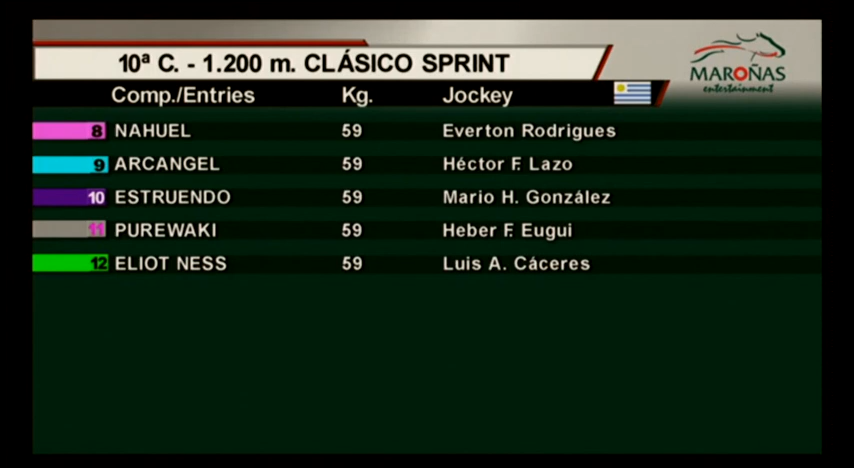 10ª C. - 1.200 m. CLÁSICO SPRINT
MAROÑAS
entertainment
Comp./Entries Kg. Jockey
8 NAHUEL 59 Everton Rodrigues
9 ARCANGEL 59 Héctor F. Lazo
10 ESTRUENDO 59 Mario H. González
11 PUREWAKI 59 Heber F. Eugui
12 ELIOT NESS 59 Luis A. Cáceres